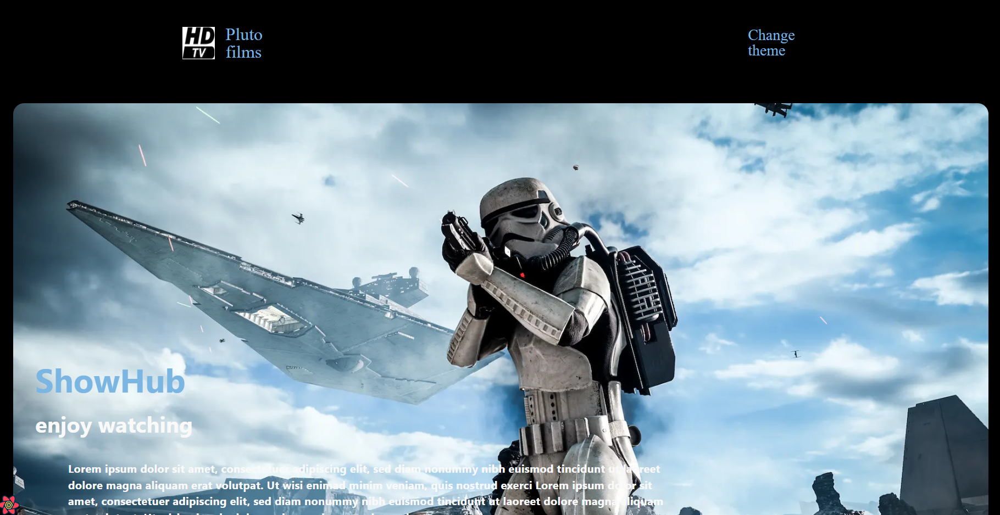 HD
TV
Pluto
films
Change
theme
ShowHub
enjoy watching
Lorem ipsum dolor sit amet, consectetuer adipiscing elit, sed diam nonummy nibh euismod tincidunt ut laoreet
dolore magna aliquam erat volutpat. Ut wisi enimad minim veniam, quis nostrud exerci Lorem ipsum dolor sit
amet, consectetuer adipiscing elit, sed diam nonummy nibh euismod tincidunt ut laoreet dolore magna aliquam